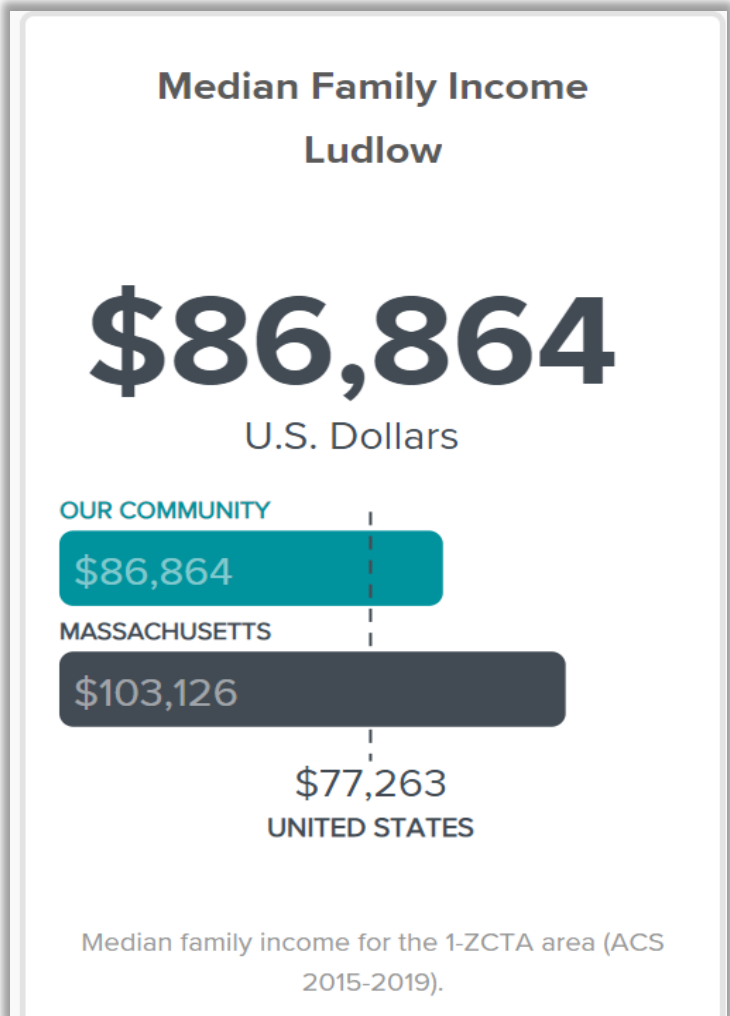 Median Family Income
Ludlow
$86,864
U.S. Dollars
OUR COMMUNITY
$86,864
MASSACHUSETTS
$103,126
$77,263
UNITED STATES
Median family income for the 1-ZCTA area (ACS
2015-2019).